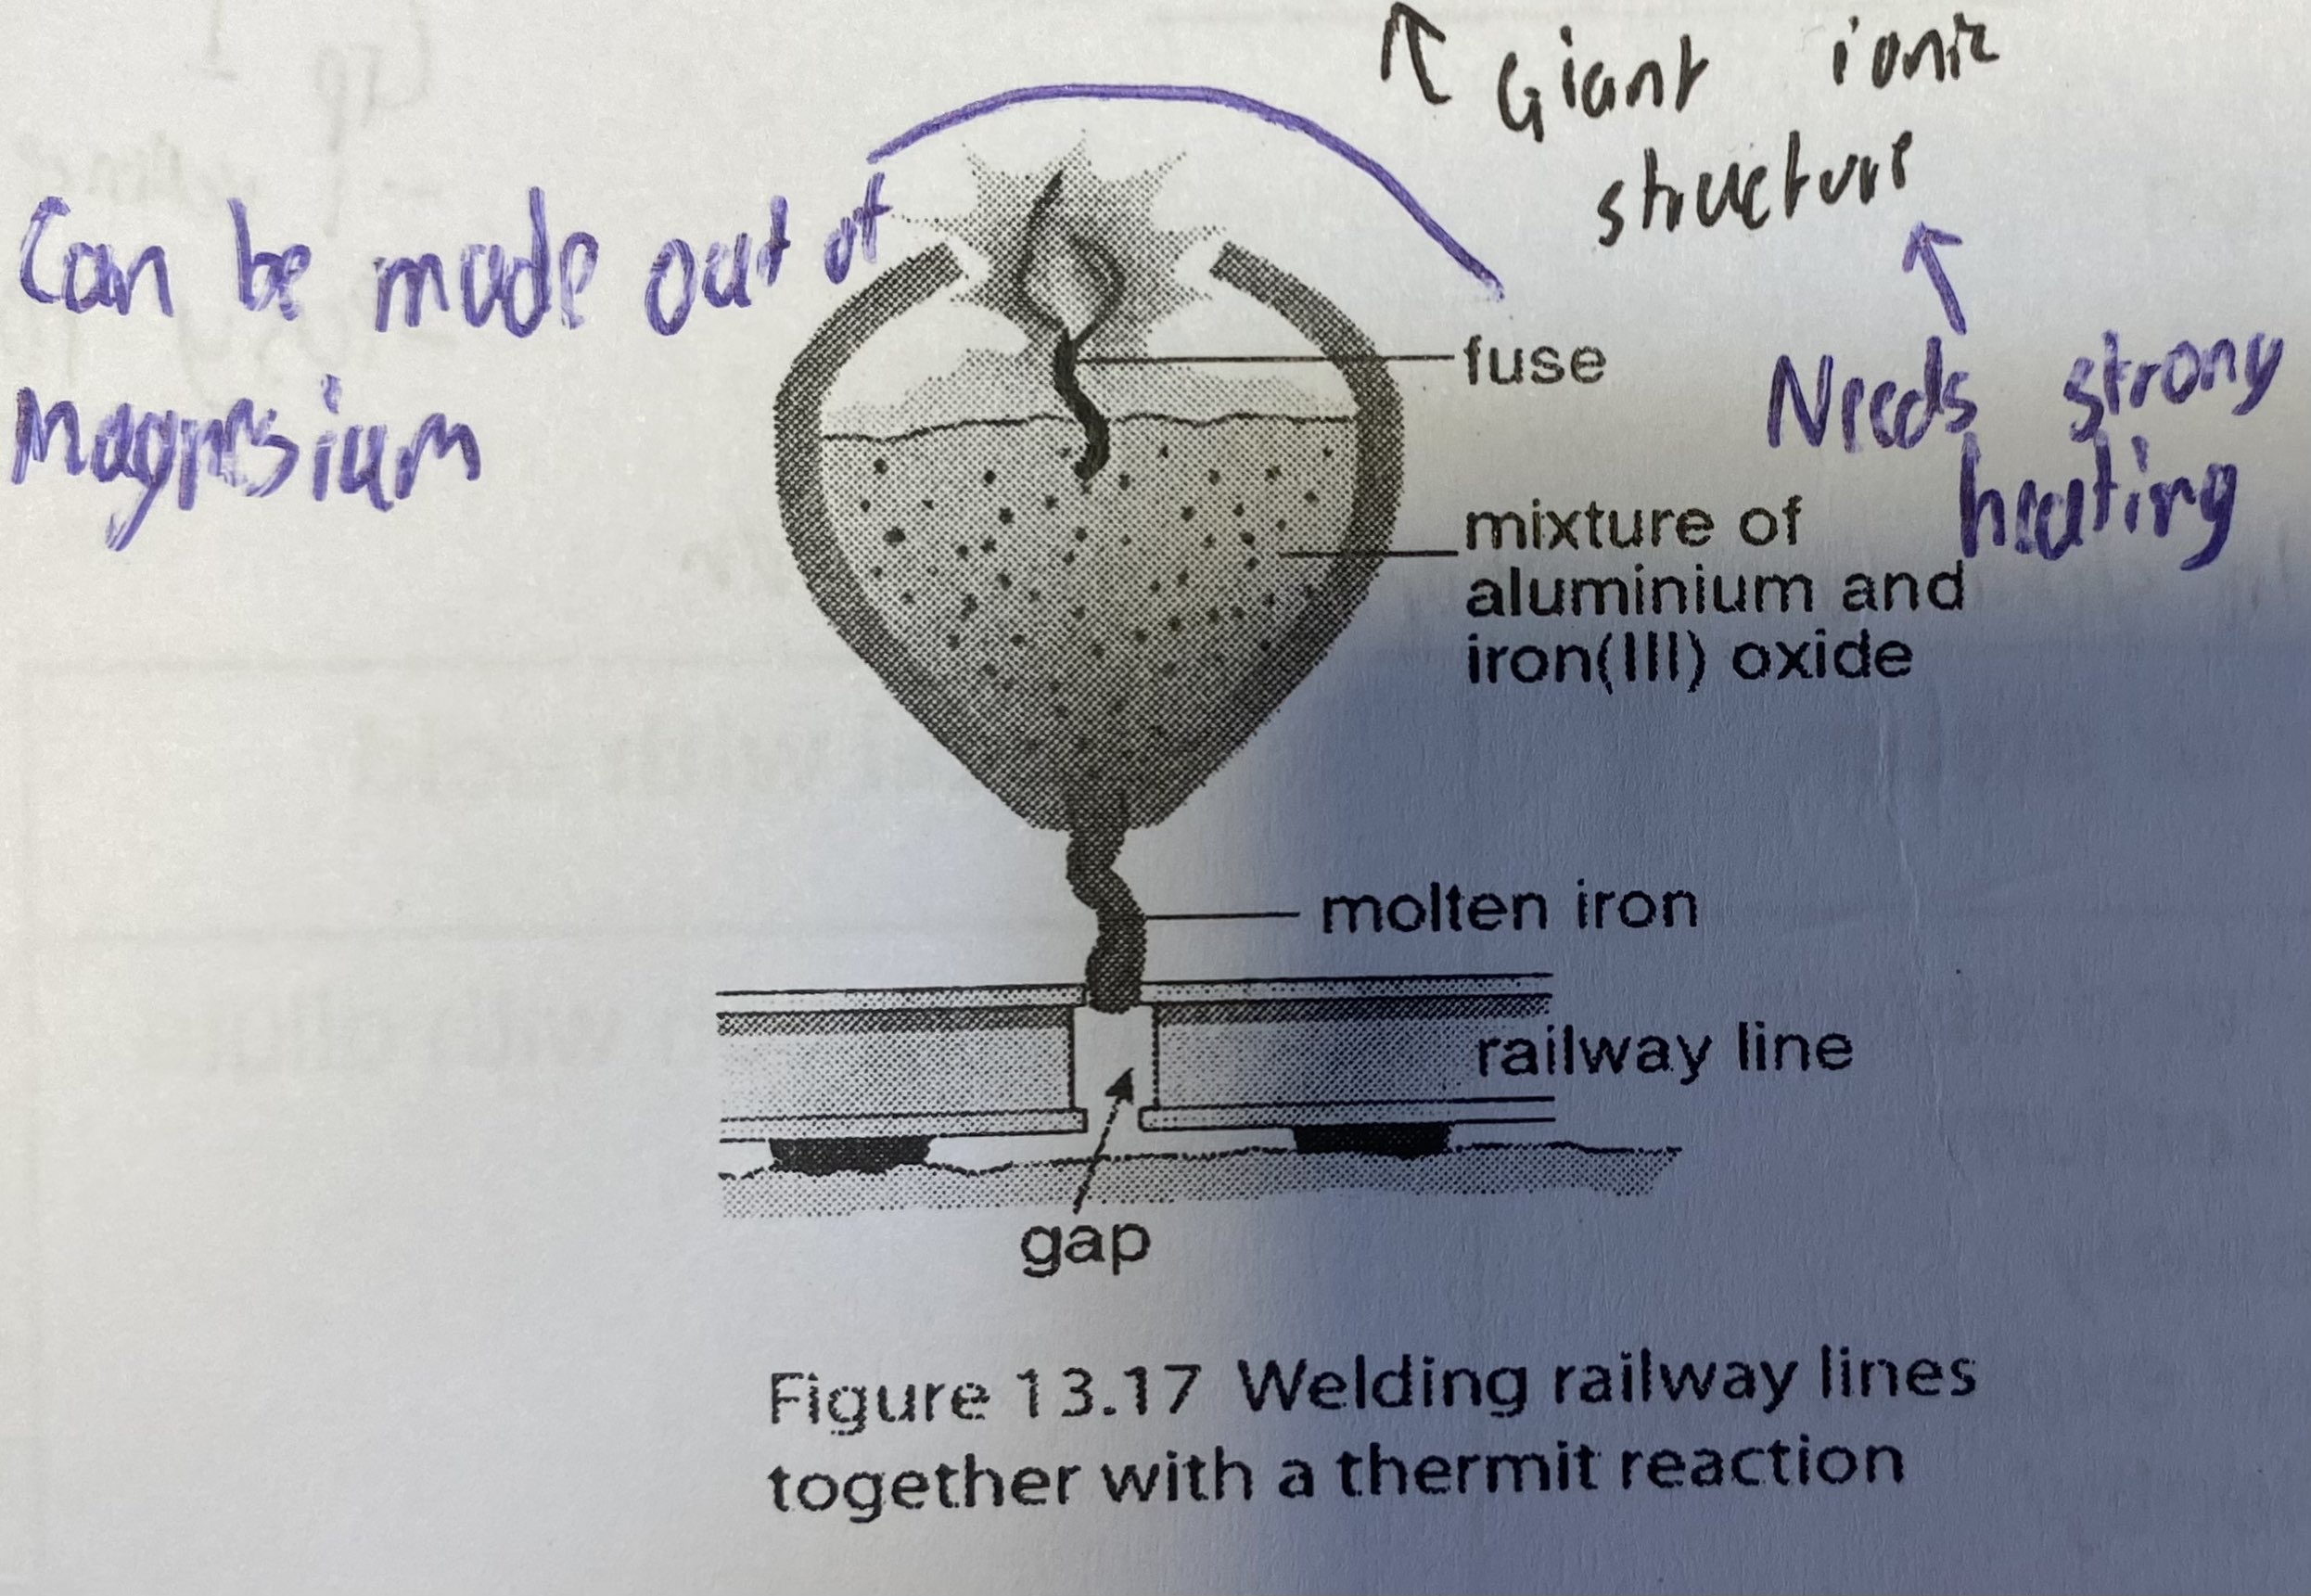 ↑ Giant ionic
structure
↑
Can be made out of
Magnesium
Needs strong
heating
fuse
mixture of
aluminium and
iron(III) oxide
molten iron
railway line
gap
Figure 13.17 Welding railway lines
together with a thermit reaction